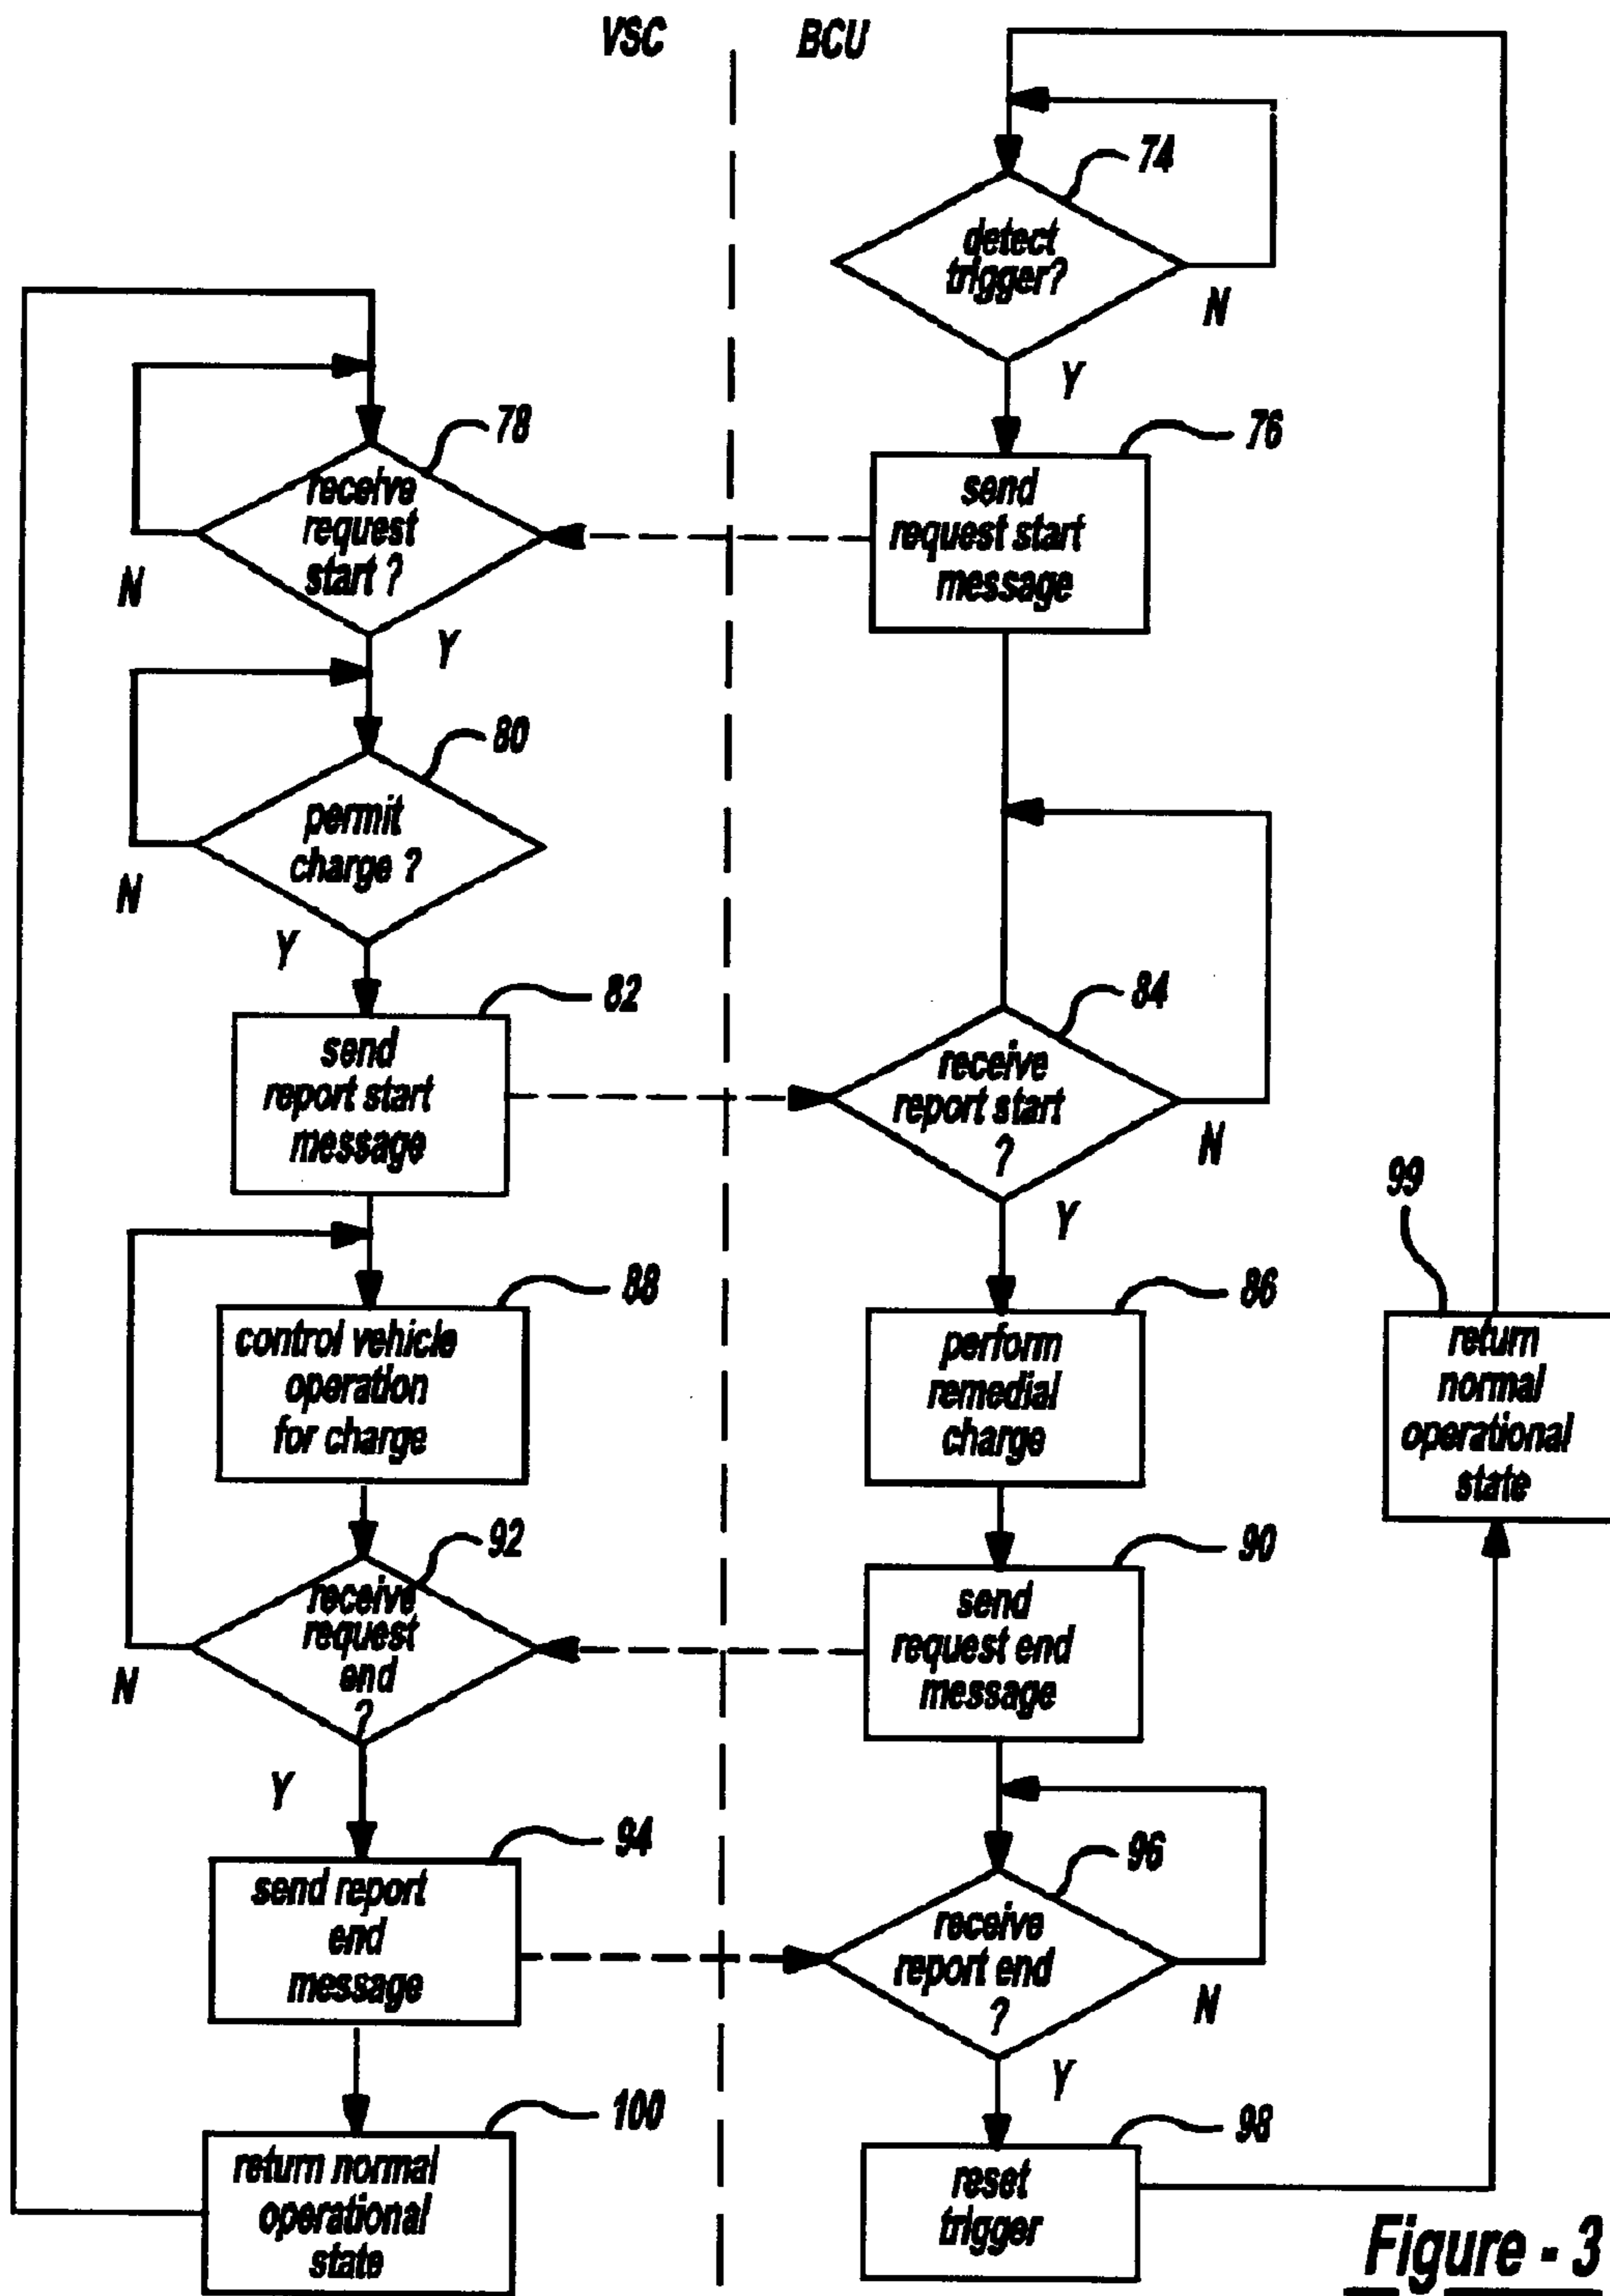 VSC
BCU
74
detect
trigger?
N
Y
78
receive
request
start ?
N
Y
76
send
request start
message
80
permit
charge ?
N
Y
82
send
report start
message
84
receive
report start
?
N
Y
88
control vehicle
operation
for charge
86
perform
remedial
charge
99
return
normal
operational
state
92
receive
request
end
?
N
Y
90
send
request end
message
94
send report
end
message
96
receive
report end
?
N
Y
100
return normal
operational
state
98
reset
trigger
Figure - 3